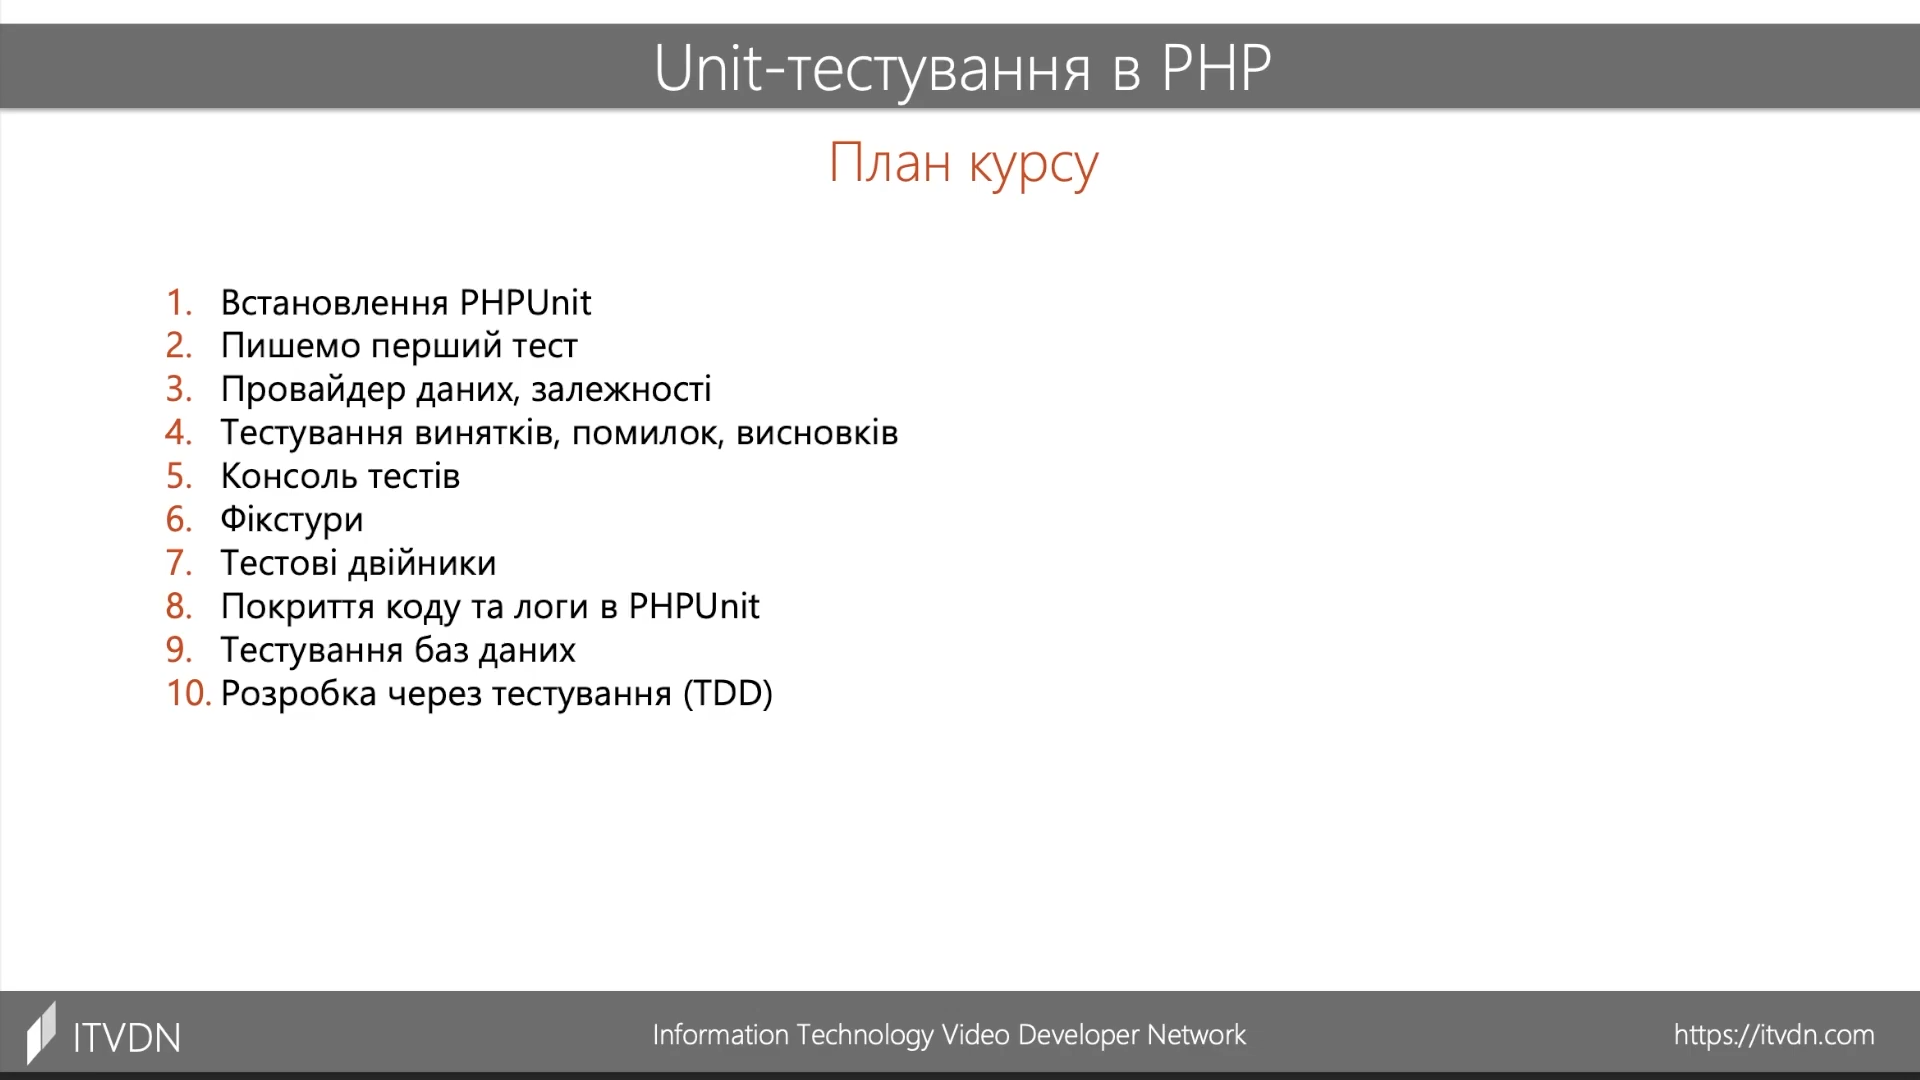 Unit-тестування в PHP
План курсу
1. Встановлення PHPUnit
2. Пишемо перший тест
3. Провайдер даних, залежності
4. Тестування винятків, помилок, висновків
5. Консоль тестів
6. Фікстури
7. Тестові двійники
8. Покриття коду та логи в PHPUnit
9. Тестування баз даних
10. Розробка через тестування (TDD)
ITVDN
Information Technology Video Developer Network
https://itvdn.com